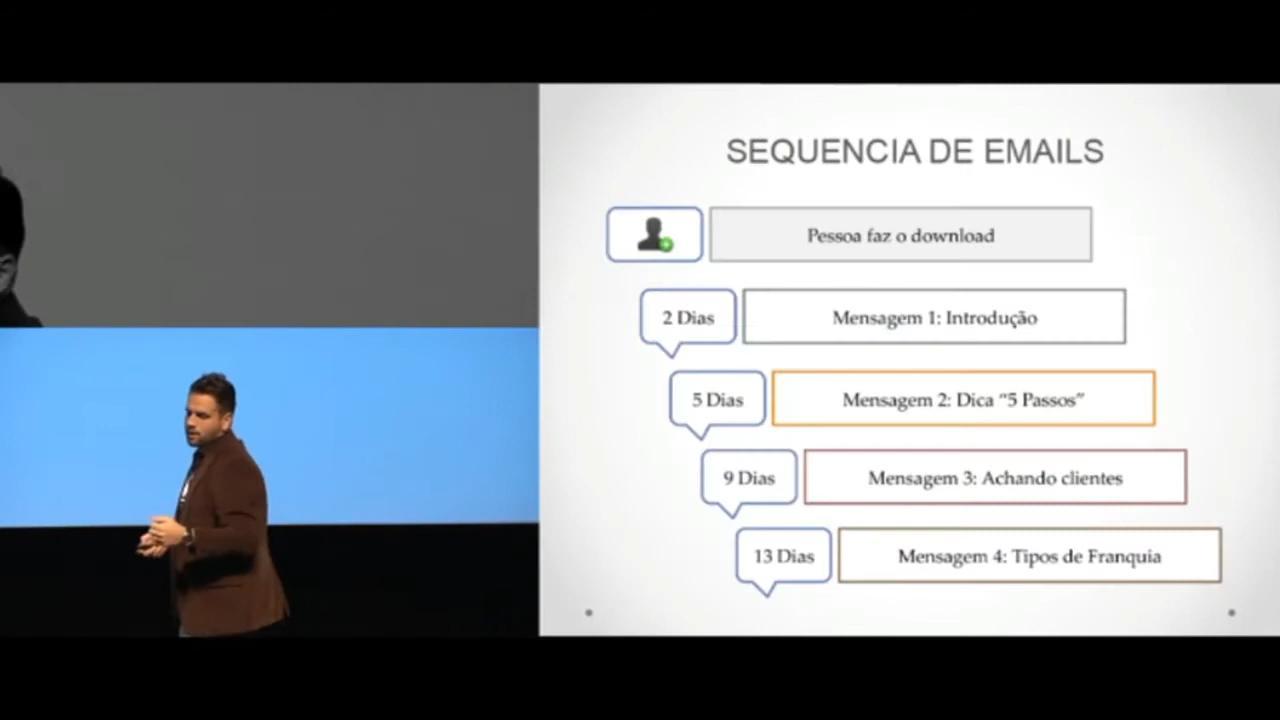 SEQUENCIA DE EMAILS
Pessoa faz o download
2 Dias
Mensagem 1: Introdução
5 Dias
Mensagem 2: Dica “5 Passos”
9 Dias
Mensagem 3: Achando clientes
13 Dias
Mensagem 4: Tipos de Franquia